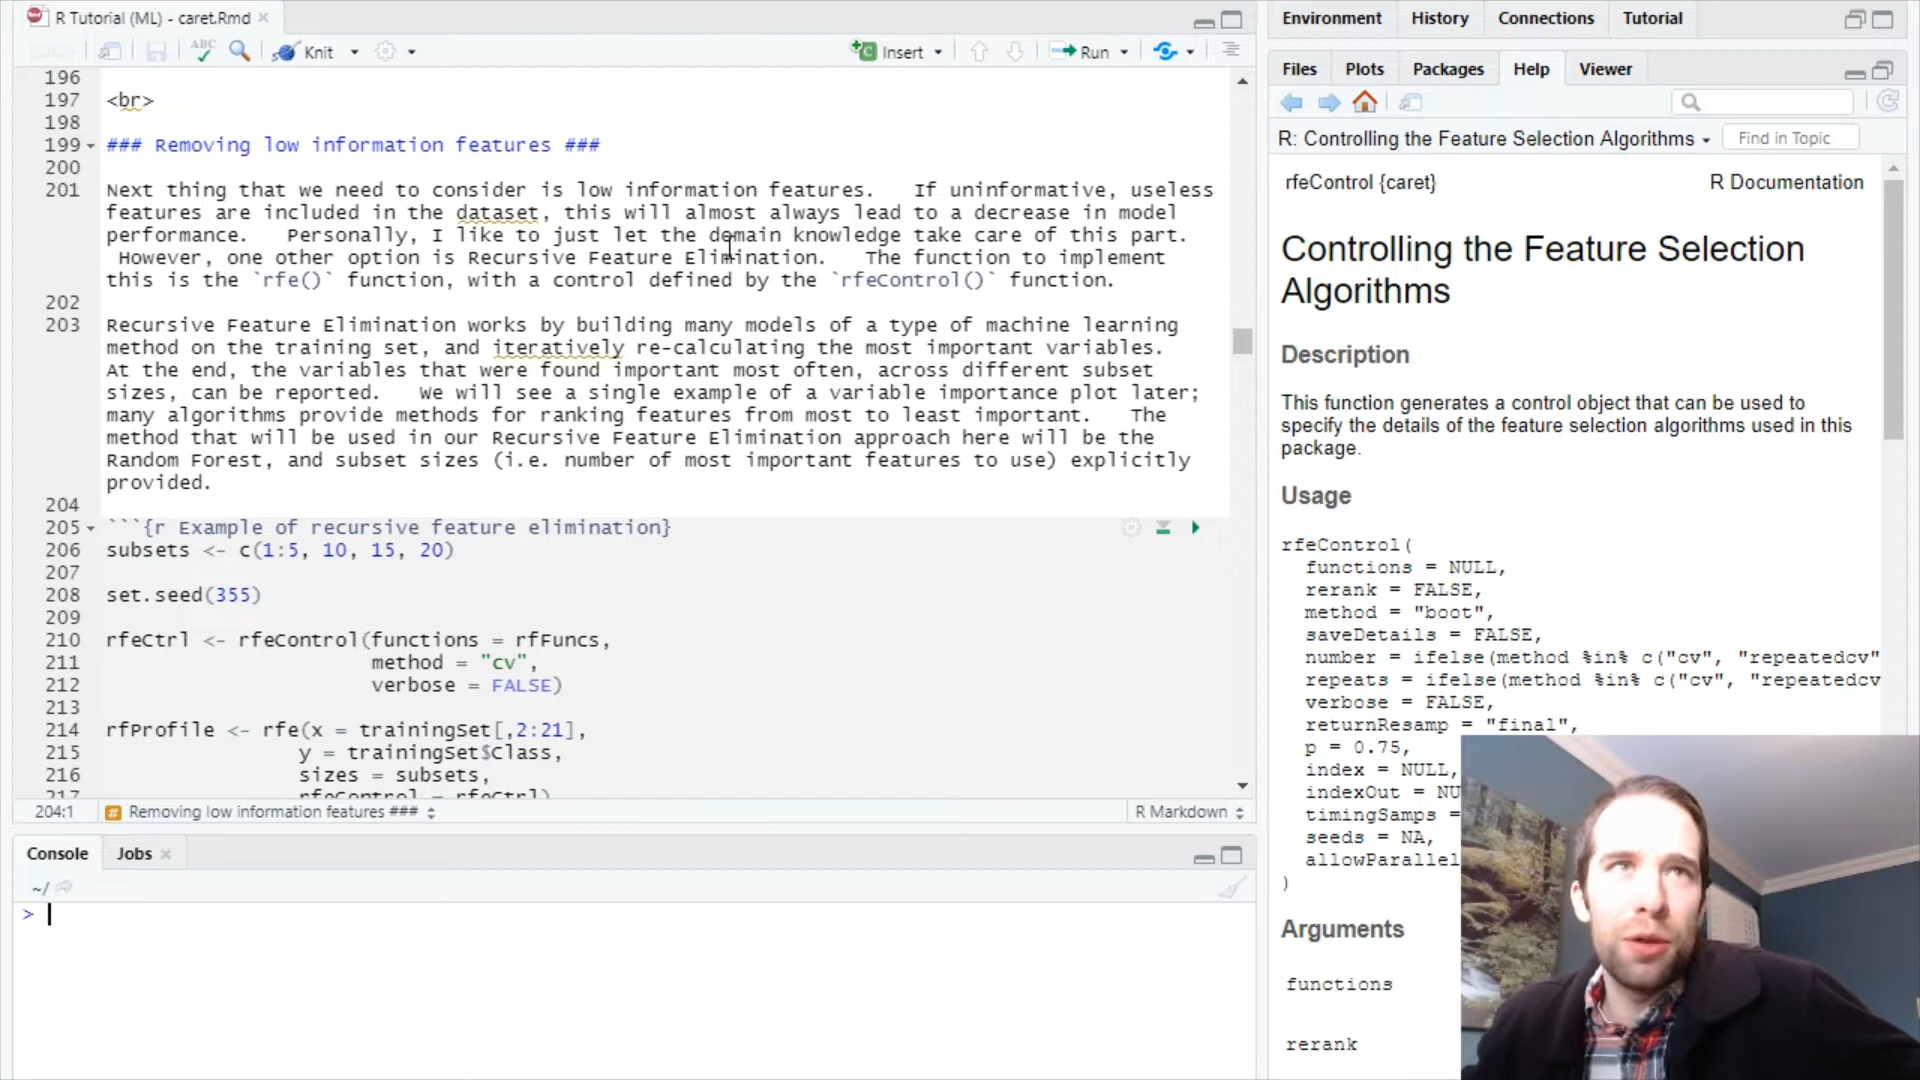 R Tutorial (ML) - caret.Rmd
ABC
Knit
Insert
Run
196
197 <br>
198
199 ### Removing low information features ###
200
201 Next thing that we need to consider is low information features. If uninformative, useless
features are included in the dataset, this will almost always lead to a decrease in model
performance. Personally, I like to just let the domain knowledge take care of this part.
However, one other option is Recursive Feature Elimination. The function to implement
this is the `rfe()` function, with a control defined by the `rfeControl()` function.
202
203 Recursive Feature Elimination works by building many models of a type of machine learning
method on the training set, and iteratively re-calculating the most important variables.
At the end, the variables that were found important most often, across different subset
sizes, can be reported. We will see a single example of a variable importance plot later;
many algorithms provide methods for ranking features from most to least important. The
method that will be used in our Recursive Feature Elimination approach here will be the
Random Forest, and subset sizes (i.e. number of most important features to use) explicitly
provided.
204
205 ```{r Example of recursive feature elimination}
206 subsets <- c(1:5, 10, 15, 20)
207
208 set.seed(355)
209
210 rfeCtrl <- rfeControl(functions = rfFuncs,
211 method = "cv",
212 verbose = FALSE)
213
214 rfProfile <- rfe(x = trainingSet[,2:21],
215 y = trainingSet$Class,
216 sizes = subsets,
217 rfeControl = rfeCtrl)
204:1 # Removing low information features ### R Markdown
Console Jobs
~/
>
Environment History Connections Tutorial
Files Plots Packages Help Viewer
R: Controlling the Feature Selection Algorithms Find in Topic
rfeControl {caret} R Documentation
Controlling the Feature Selection
Algorithms
Description
This function generates a control object that can be used to
specify the details of the feature selection algorithms used in this
package.
Usage
rfeControl(
functions = NULL,
rerank = FALSE,
method = "boot",
saveDetails = FALSE,
number = ifelse(method %in% c("cv", "repeatedcv"
repeats = ifelse(method %in% c("cv", "repeatedcv
verbose = FALSE,
returnResamp = "final",
p = 0.75,
index = NULL,
indexOut = NU
timingSamps =
seeds = NA,
allowParallel
)
Arguments
functions
rerank